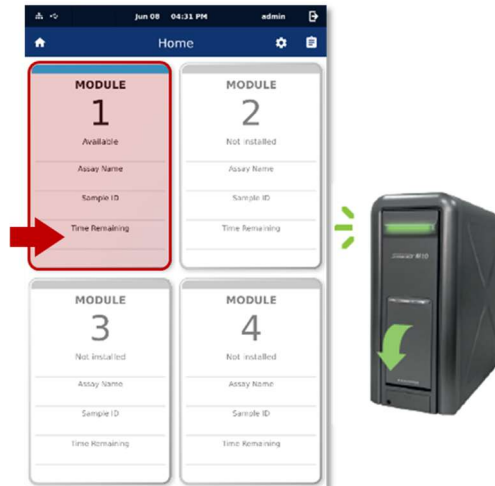 Jun 08 04:31 PM admin
Home
MODULE
1
Available
Assay Name
Sample ID
Time Remaining
MODULE
2
Not installed
Assay Name
Sample ID
Time Remaining
M10
MODULE
3
Not installed
Assay Name
Sample ID
Time Remaining
MODULE
4
Not installed
Assay Name
Sample ID
Time Remaining